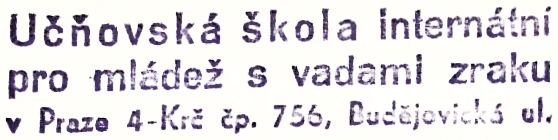 Učňovská škola internátní
pro mládež s vadami zraku
v Praze 4-Krč čp. 756, Budějovická ul.